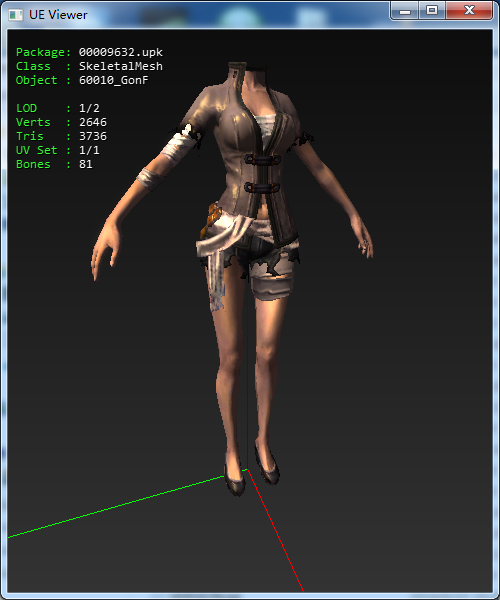 UE Viewer
Package: 00009632.upk
Class : SkeletalMesh
Object : 60010_GonF
LOD : 1/2
Verts : 2646
Tris : 3736
UV Set : 1/1
Bones : 81